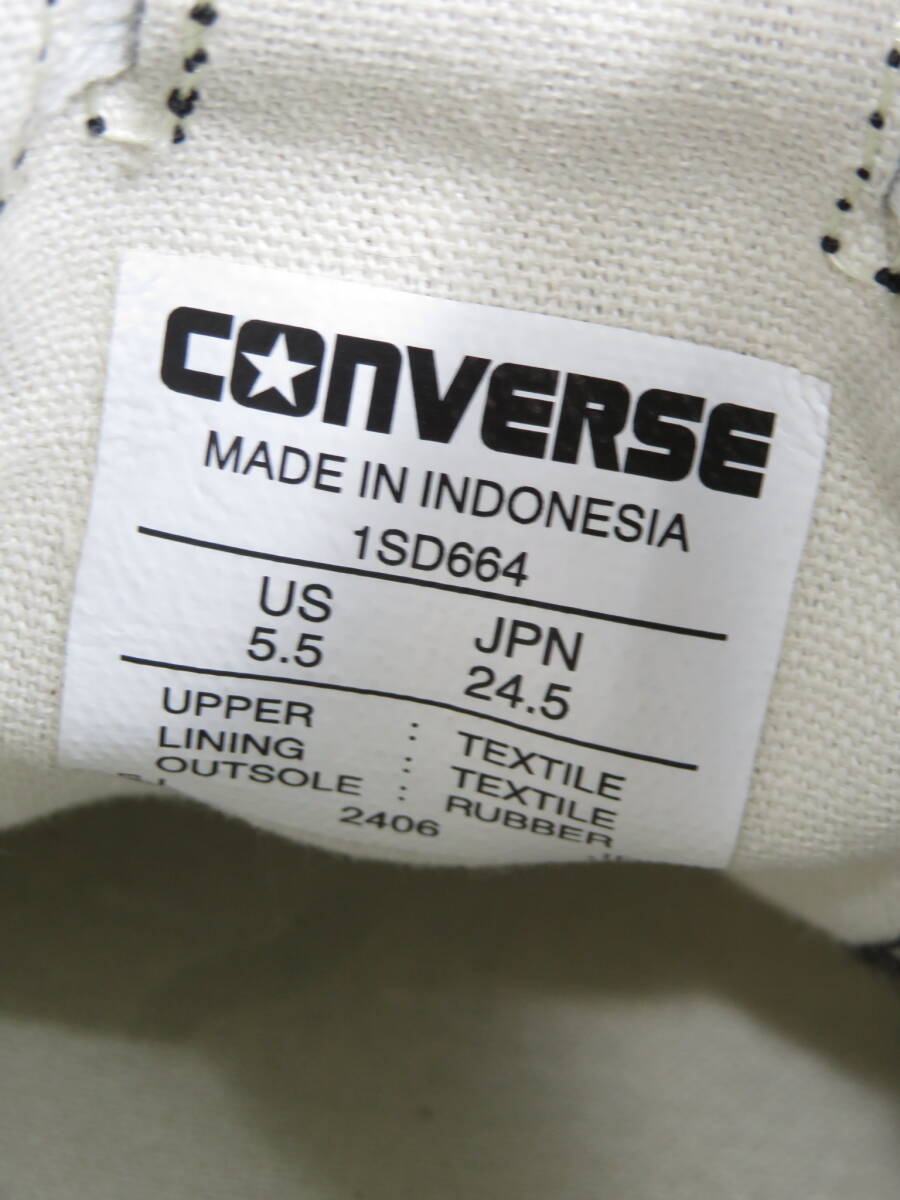 CONVERSE
MADE IN INDONESIA
1SD664
US JPN
5.5 24.5
UPPER : TEXTILE
LINING : TEXTILE
OUTSOLE : RUBBER
2406